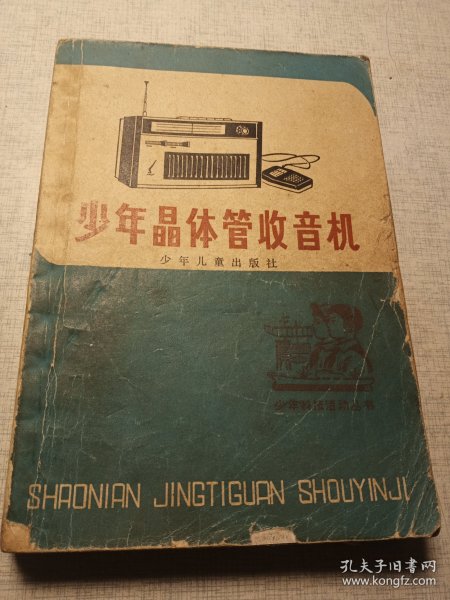 少年晶体管收音机
少年儿童出版社
少年科技活动丛书
SHAONIAN JINGTIGUAN SHOUYINJI
孔夫子旧书网
www.kongfz.com